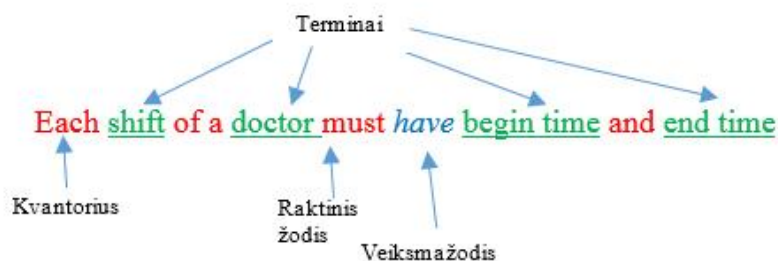 Terminai
Each shift of a doctor must have begin time and end time
Kvantorius
Raktinis
žodis
Veiksmažodis